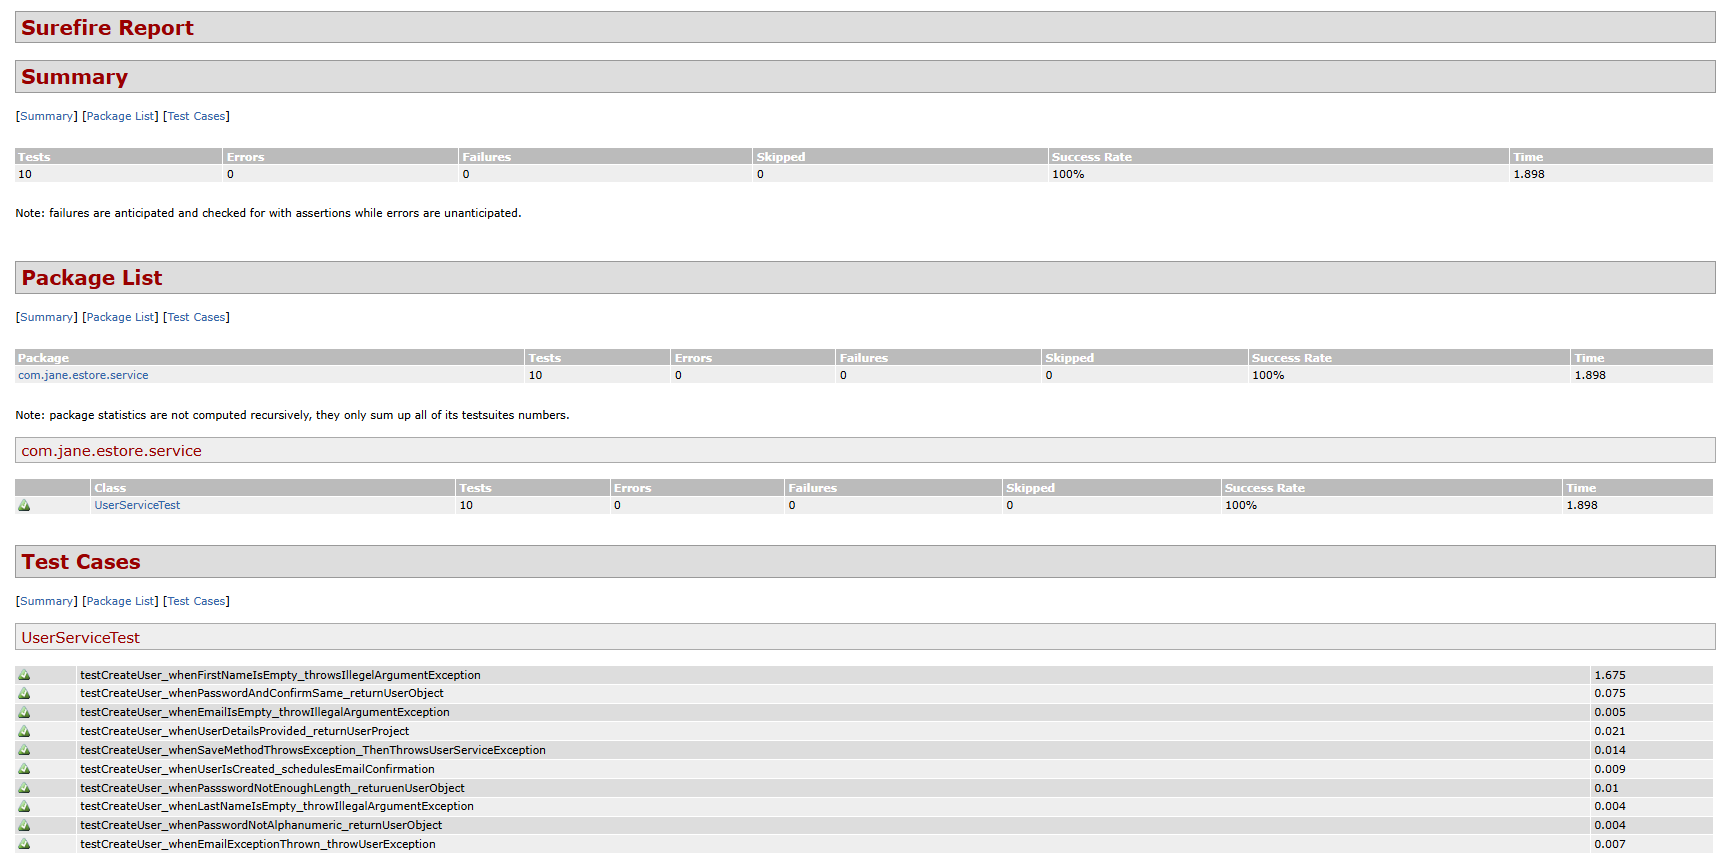 Surefire Report
Summary
[Summary] [Package List] [Test Cases]
Tests Errors Failures Skipped Success Rate Time
10 0 0 0 100% 1.898
Note: failures are anticipated and checked for with assertions while errors are unanticipated.
Package List
[Summary] [Package List] [Test Cases]
Package Tests Errors Failures Skipped Success Rate Time
com.jane.estore.service 10 0 0 0 100% 1.898
Note: package statistics are not computed recursively, they only sum up all of its testsuites numbers.
com.jane.estore.service
Class Tests Errors Failures Skipped Success Rate Time
UserServiceTest 10 0 0 0 100% 1.898
Test Cases
[Summary] [Package List] [Test Cases]
UserServiceTest
testCreateUser_whenFirstNameIsEmpty_throwsIllegelArgumentException 1.675
testCreateUser_whenPasswordAndConfirmSame_returnUserObject 0.075
testCreateUser_whenEmailIsEmpty_throwIllegalArgumentException 0.005
testCreateUser_whenUserDetailsProvided_returnUserProject 0.021
testCreateUser_whenSaveMethodThrowsException_ThenThrowsUserServiceException 0.014
testCreateUser_whenUserIsCreated_schedulesEmailConfirmation 0.009
testCreateUser_whenPassswordNotEnoughLength_returuenUserObject 0.01
testCreateUser_whenLastNameIsEmpty_throwIllegalArgumentException 0.004
testCreateUser_whenPasswordNotAlphanumeric_returnUserObject 0.004
testCreateUser_whenEmailExceptionThrown_throwUserException 0.007